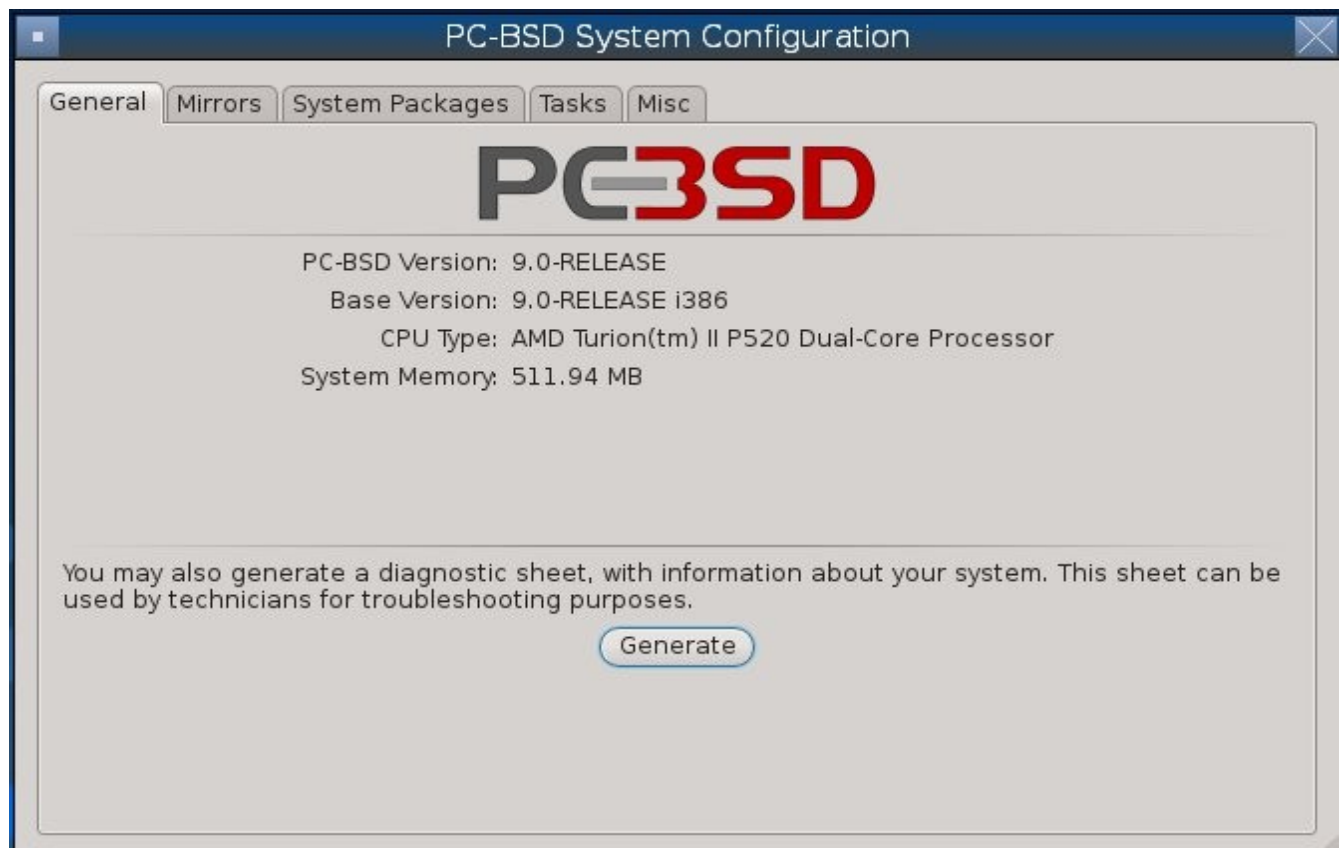 PC-BSD System Configuration
General Mirrors System Packages Tasks Misc
PCBSD
PC-BSD Version: 9.0-RELEASE
Base Version: 9.0-RELEASE i386
CPU Type: AMD Turion(tm) II P520 Dual-Core Processor
System Memory: 511.94 MB
You may also generate a diagnostic sheet, with information about your system. This sheet can be
used by technicians for troubleshooting purposes.
Generate